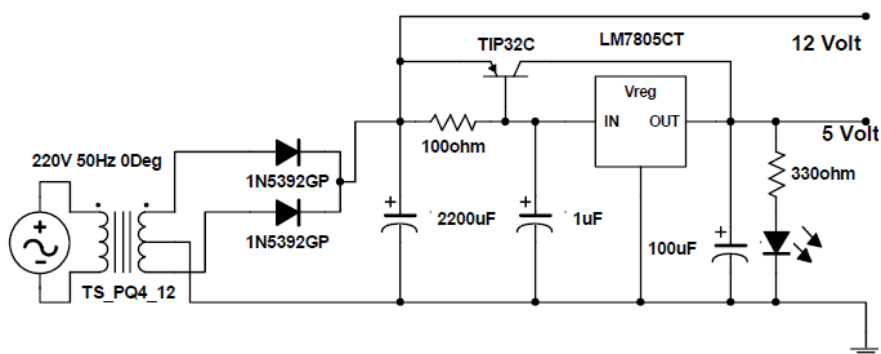 TIP32C
LM7805CT
12 Volt
Vreg
IN OUT
5 Volt
100ohm
220V 50Hz 0Deg
1N5392GP
330ohm
1N5392GP
2200uF
1uF
100uF
TS_PQ4_12